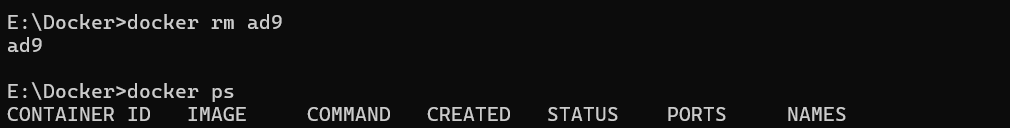 E:\Docker>docker rm ad9
ad9
E:\Docker>docker ps
CONTAINER ID   IMAGE     COMMAND   CREATED   STATUS    PORTS     NAMES